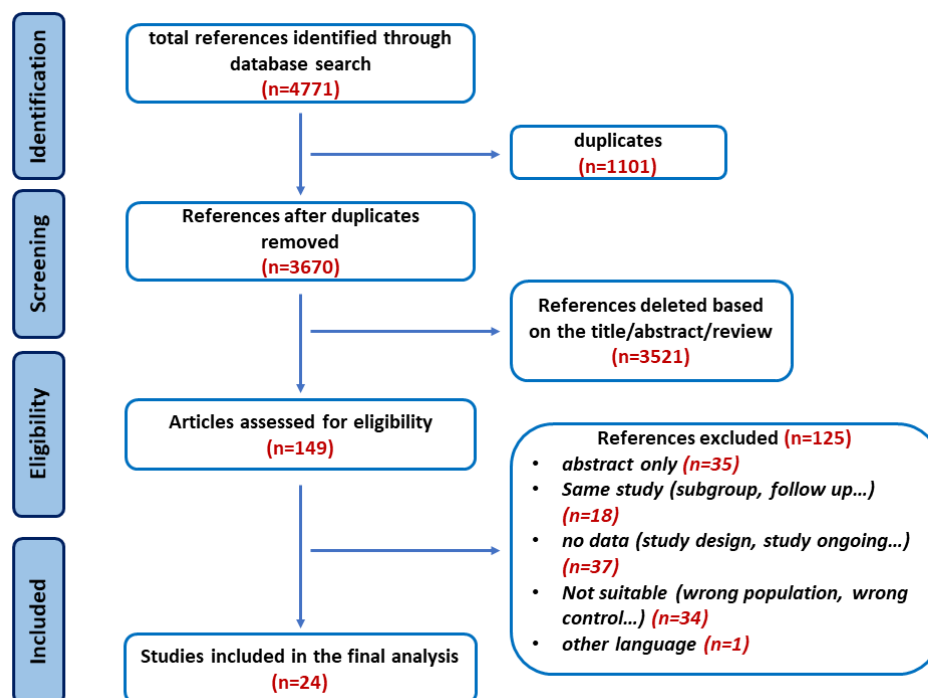 Identification
total references identified through
database search
(n=4771)
duplicates
(n=1101)
Screening
References after duplicates
removed
(n=3670)
References deleted based
on the title/abstract/review
(n=3521)
Eligibility
Articles assessed for eligibility
(n=149)
References excluded (n=125)
• abstract only (n=35)
• Same study (subgroup, follow up...)
(n=18)
• no data (study design, study ongoing...)
(n=37)
• Not suitable (wrong population, wrong
control...) (n=34)
• other language (n=1)
Included
Studies included in the final analysis
(n=24)